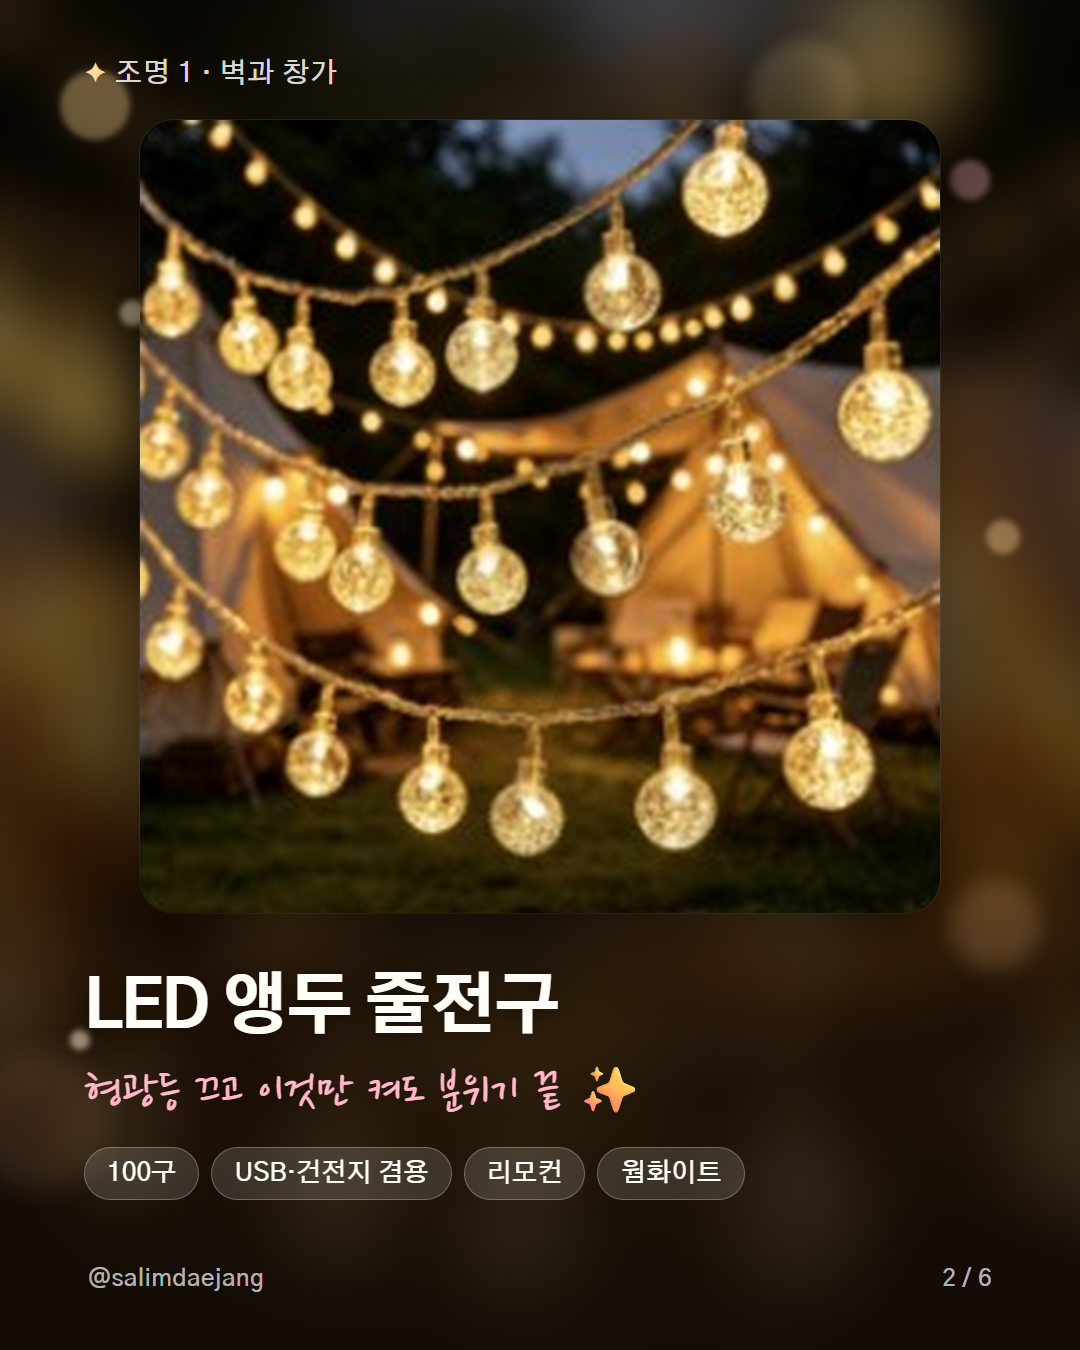 ✦ 조명 1 · 벽과 창가
LED 앵두 줄전구
형광등 끄고 이것만 켜도 분위기 끝 ✨
100구 USB·건전지 겸용 리모컨 웜화이트
@salimdaejang 2 / 6